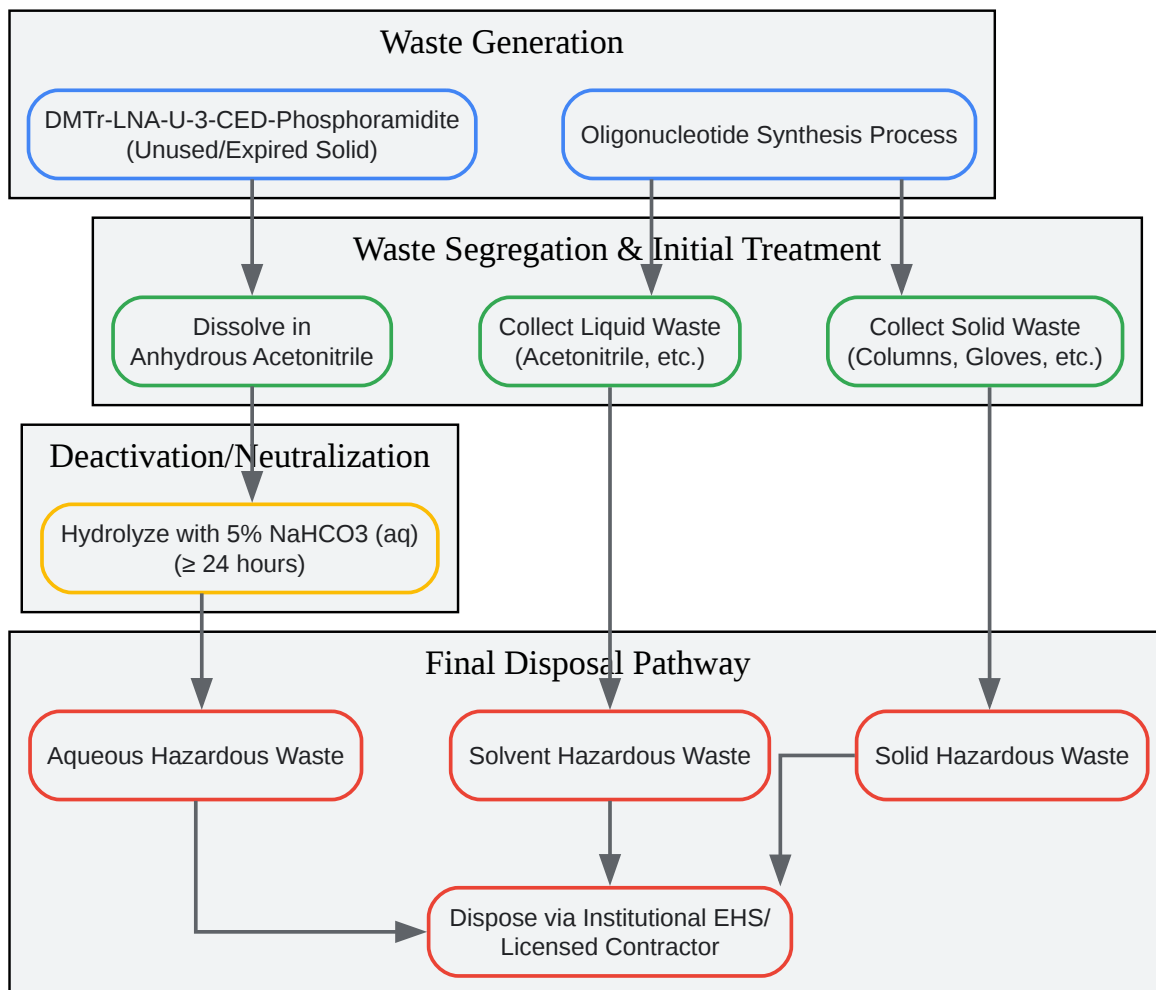 Waste Generation
DMTr-LNA-U-3-CED-Phosphoramidite
(Unused/Expired Solid)
Oligonucleotide Synthesis Process
Waste Segregation & Initial Treatment
Dissolve in
Anhydrous Acetonitrile
Collect Liquid Waste
(Acetonitrile, etc.)
Collect Solid Waste
(Columns, Gloves, etc.)
Deactivation/Neutralization
Hydrolyze with 5% NaHCO3 (aq)
(≥ 24 hours)
Final Disposal Pathway
Aqueous Hazardous Waste
Solvent Hazardous Waste
Solid Hazardous Waste
Dispose via Institutional EHS/
Licensed Contractor